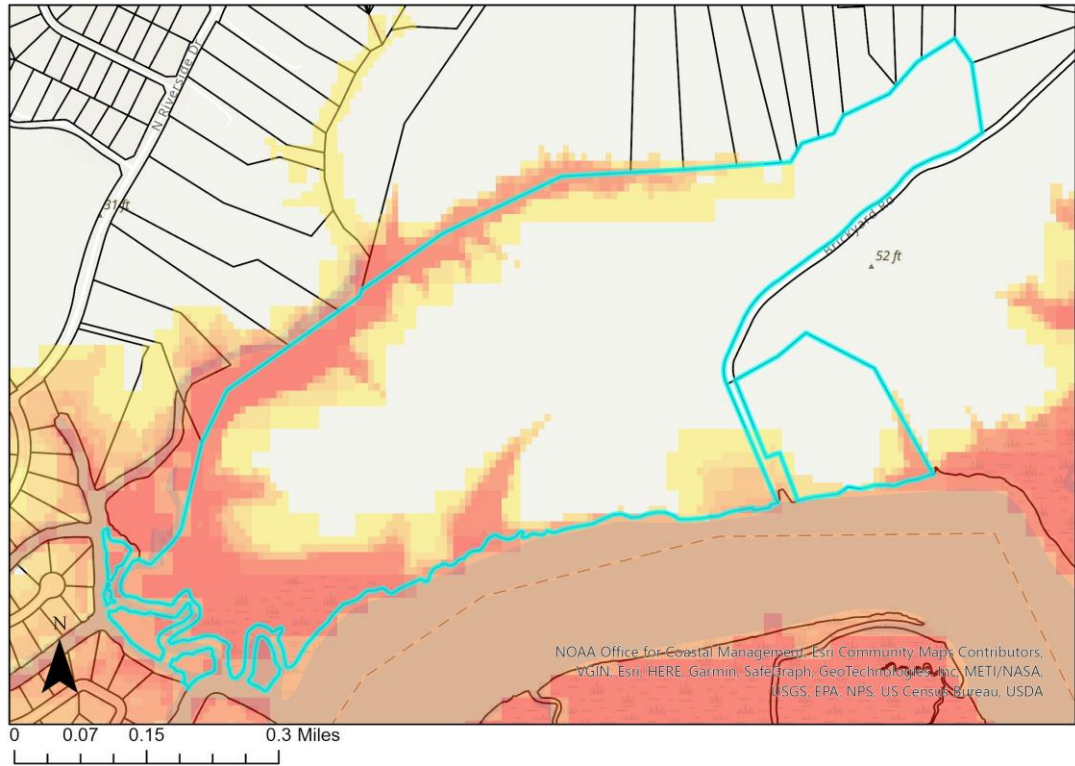 N Riverside Dr
31 ft
Brickyard Rd
52 ft
N
NOAA Office for Coastal Management, Esri Community Maps Contributors,
VGIN, Esri, HERE, Garmin, SafeGraph, GeoTechnologies, Inc, METI/NASA,
USGS, EPA, NPS, US Census Bureau, USDA
0 0.07 0.15 0.3 Miles